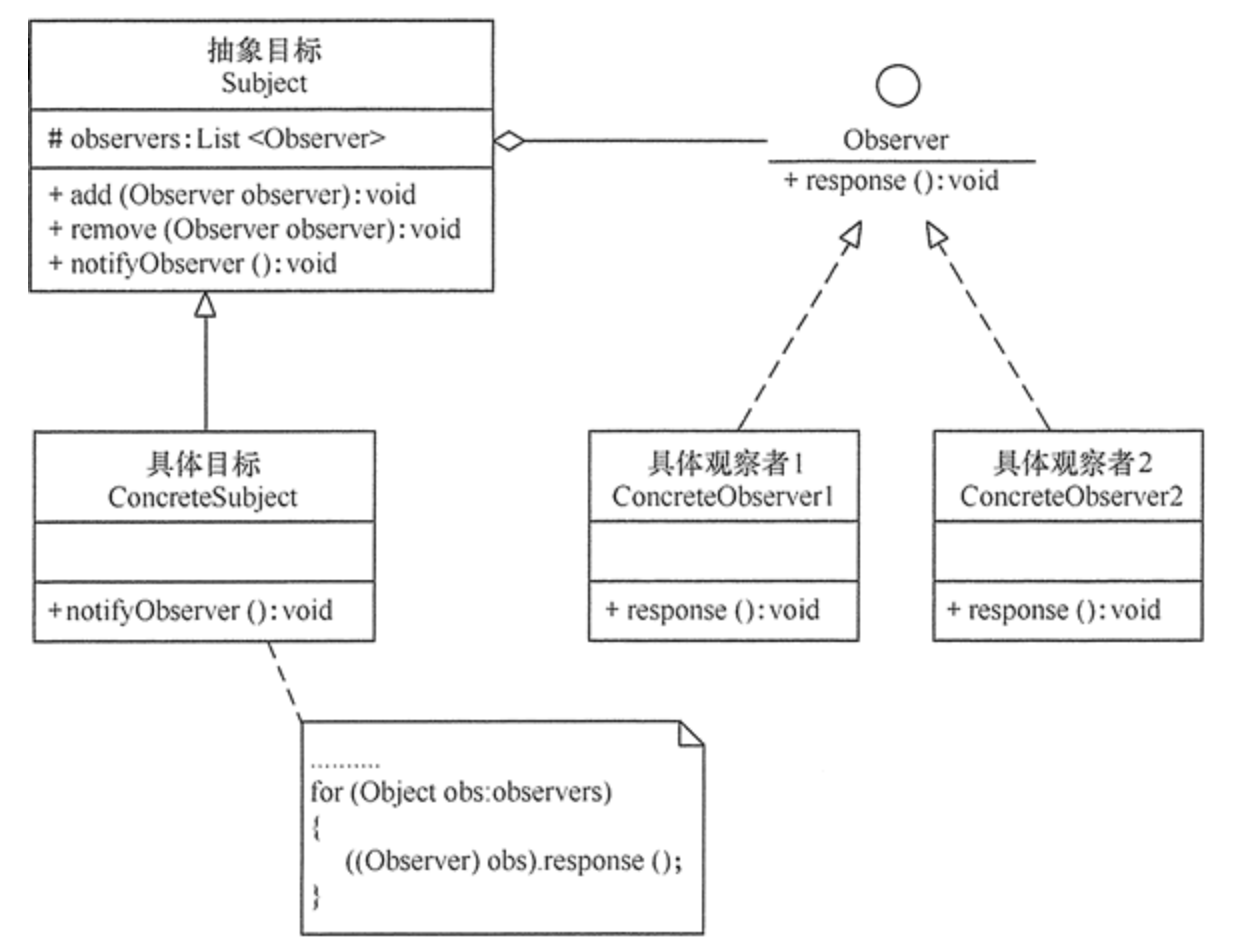 抽象目标
Subject
# observers:List <Observer>
+ add (Observer observer):void
+ remove (Observer observer):void
+ notifyObserver ():void
Observer
+ response ():void
具体目标
ConcreteSubject
+notifyObserver ():void
具体观察者1
ConcreteObserver1
+ response ():void
具体观察者2
ConcreteObserver2
+ response ():void
..........
for (Object obs:observers)
{
((Observer) obs).response ();
}